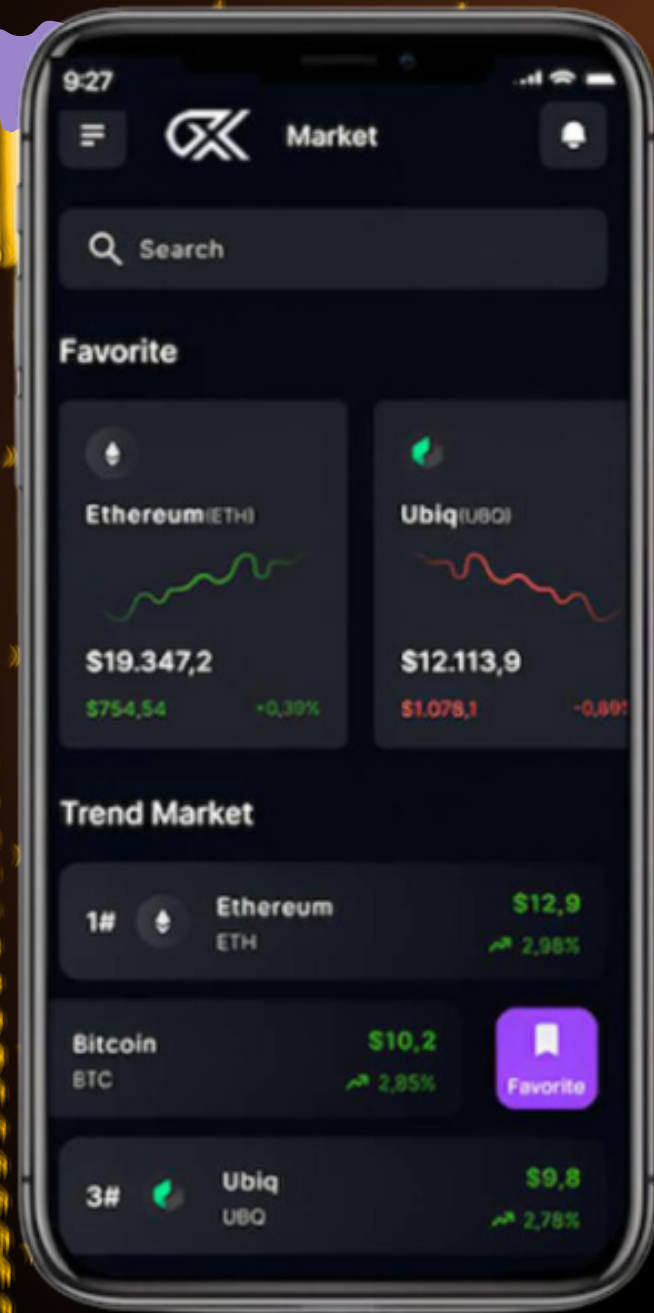 9:27
Market
Search
Favorite
Ethereum(ETH)
$19.347,2
$754,54 +0,39%
Ubiq(UBQ)
$12.113,9
$1.078,1
Trend Market
1# Ethereum $12,9
ETH 2,98%
Bitcoin $10,2
BTC 2,85%
Favorite
3# Ubiq $9,8
UBQ 2,78%